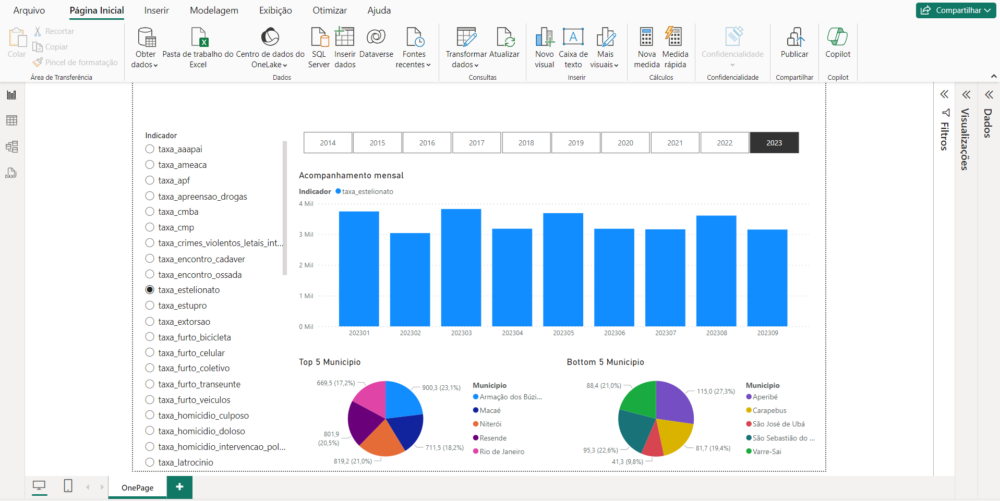 Arquivo
Página Inicial
Inserir
Modelagem
Exibição
Otimizar
Ajuda
Compartilhar
Colar
Recortar
Copiar
Pincel de formatação
Área de Transferência
Obter
dados
Pasta de trabalho do
Excel
Centro de dados do
OneLake
SQL
Server
Inserir
dados
Dataverse
Fontes
recentes
Dados
Transformar
dados
Atualizar
Consultas
Novo
visual
Caixa de
texto
Mais
visuais
Inserir
Nova
medida
Medida
rápida
Cálculos
Confidencialidade
Confidencialidade
Publicar
Compartilhar
Copilot
Copilot
DAX
Filtros
Visualizações
Dados
Indicador
taxa_aaapai
taxa_ameaca
taxa_apf
taxa_apreensao_drogas
taxa_cmba
taxa_cmp
taxa_crimes_violentos_letais_int...
taxa_encontro_cadaver
taxa_encontro_ossada
taxa_estelionato
taxa_estupro
taxa_extorsao
taxa_furto_bicicleta
taxa_furto_celular
taxa_furto_coletivo
taxa_furto_transeunte
taxa_furto_veiculos
taxa_homicidio_culposo
taxa_homicidio_doloso
taxa_homicidio_intervencao_pol...
taxa_latrocinio
2014 2015 2016 2017 2018 2019 2020 2021 2022 2023
Acompanhamento mensal
Indicador taxa_estelionato
4 Mil
3 Mil
2 Mil
1 Mil
0 Mil
202301 202302 202303 202304 202305 202306 202307 202308 202309
Top 5 Municipio
669,5 (17,2%)
900,3 (23,1%)
801,9
(20,5%)
711,5 (18,2%)
819,2 (21,0%)
Municipio
Armação dos Búzi...
Macaé
Niterói
Resende
Rio de Janeiro
Bottom 5 Municipio
88,4 (21,0%)
115,0 (27,3%)
95,3 (22,6%)
81,7 (19,4%)
41,3 (9,8%)
Municipio
Aperibé
Carapebus
São José de Ubá
São Sebastião do ...
Varre-Sai
OnePage